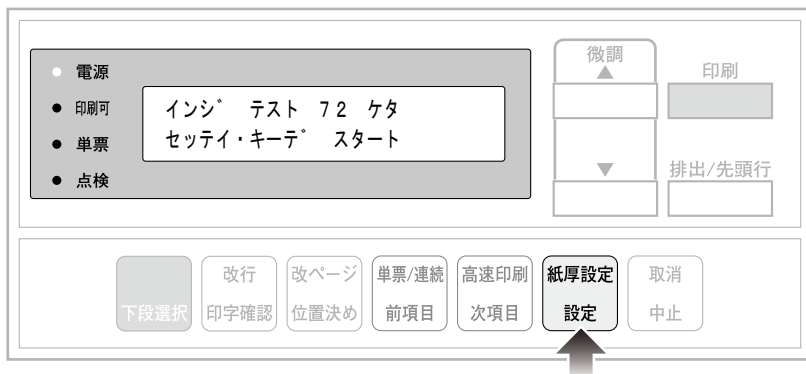 電源
印刷可
単票
点検
インジ゛ テスト 72 ケタ
セッテイ・キーデ゛ スタート
微調
▲
▼
印刷
排出/先頭行
下段選択
改行
印字確認
改ページ
位置決め
単票/連続
前項目
高速印刷
次項目
紙厚設定
設定
取消
中止